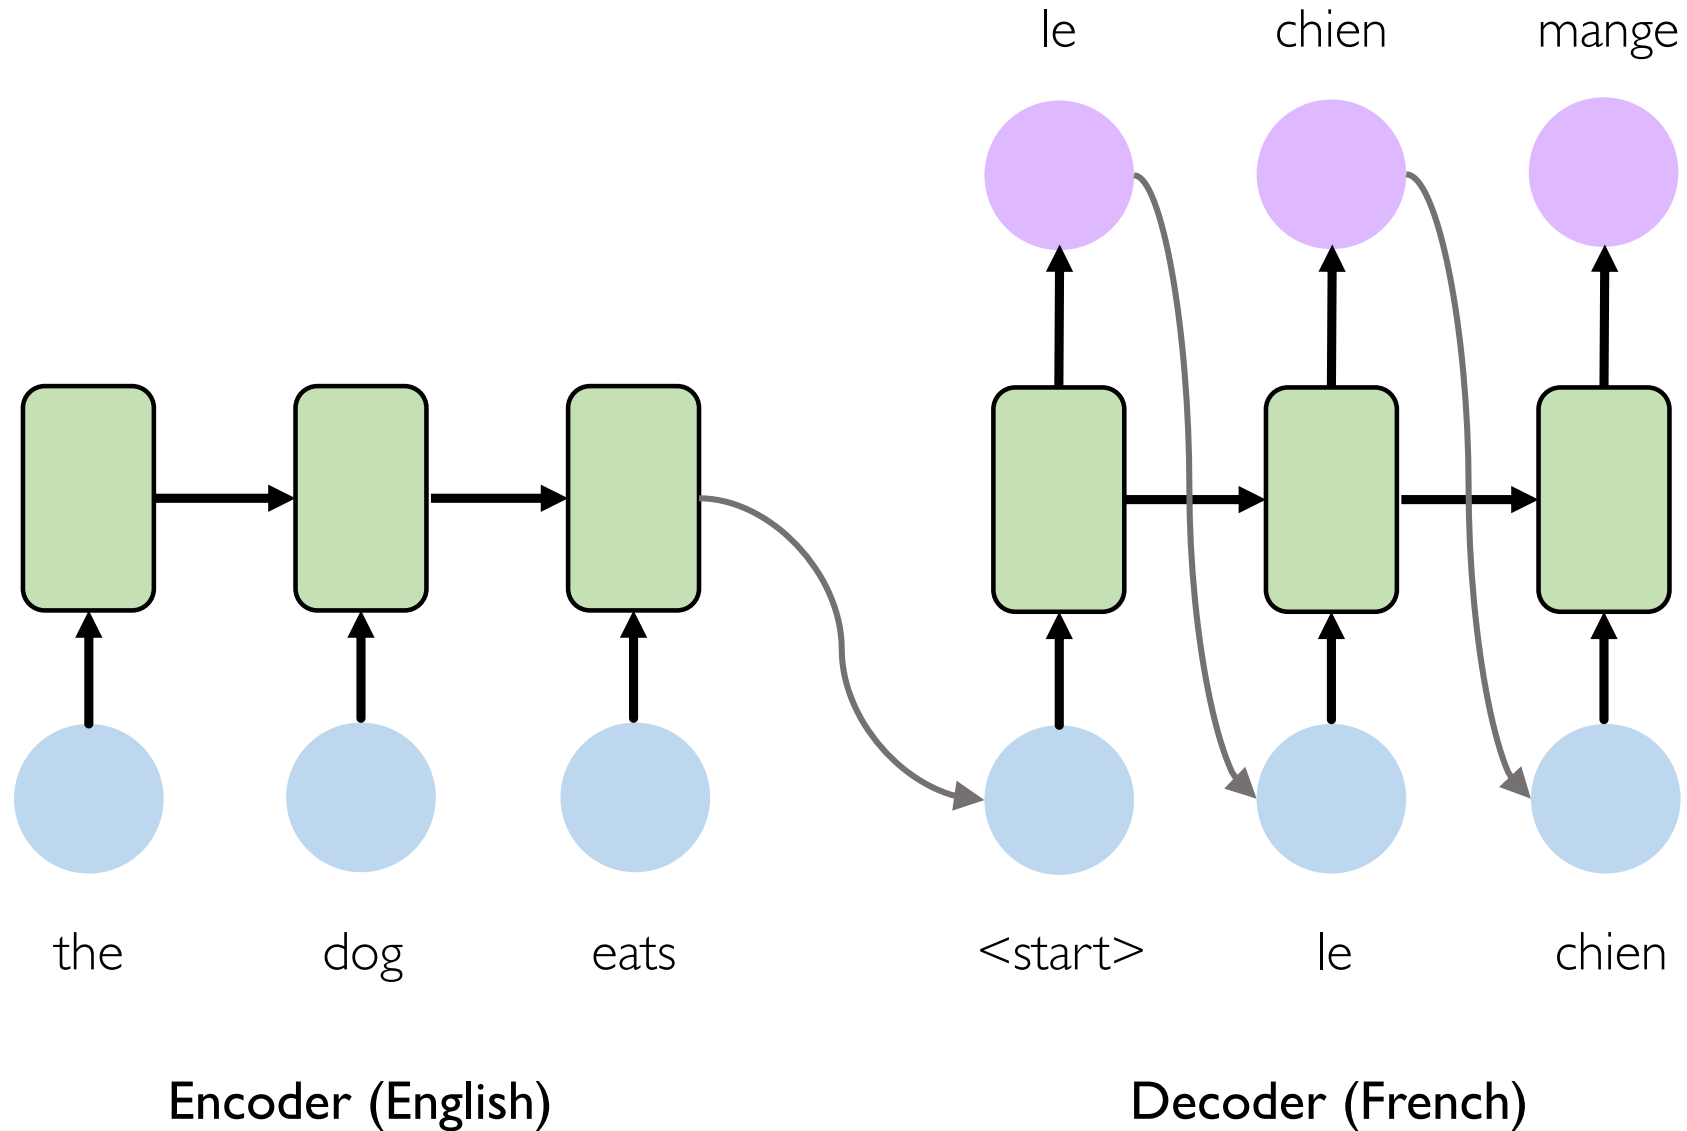 le chien mange
the dog eats <start> le chien
Encoder (English) Decoder (French)